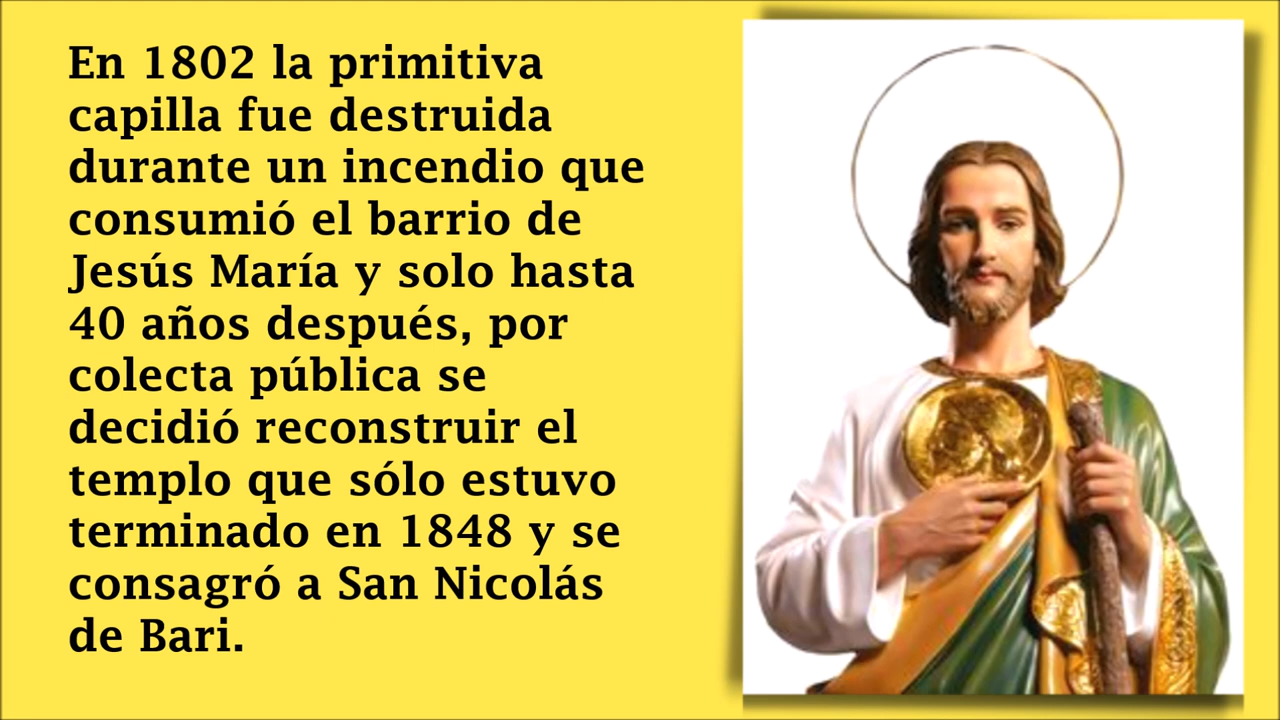 En 1802 la primitiva
capilla fue destruida
durante un incendio que
consumió el barrio de
Jesús María y solo hasta
40 años después, por
colecta pública se
decidió reconstruir el
templo que sólo estuvo
terminado en 1848 y se
consagró a San Nicolás
de Bari.